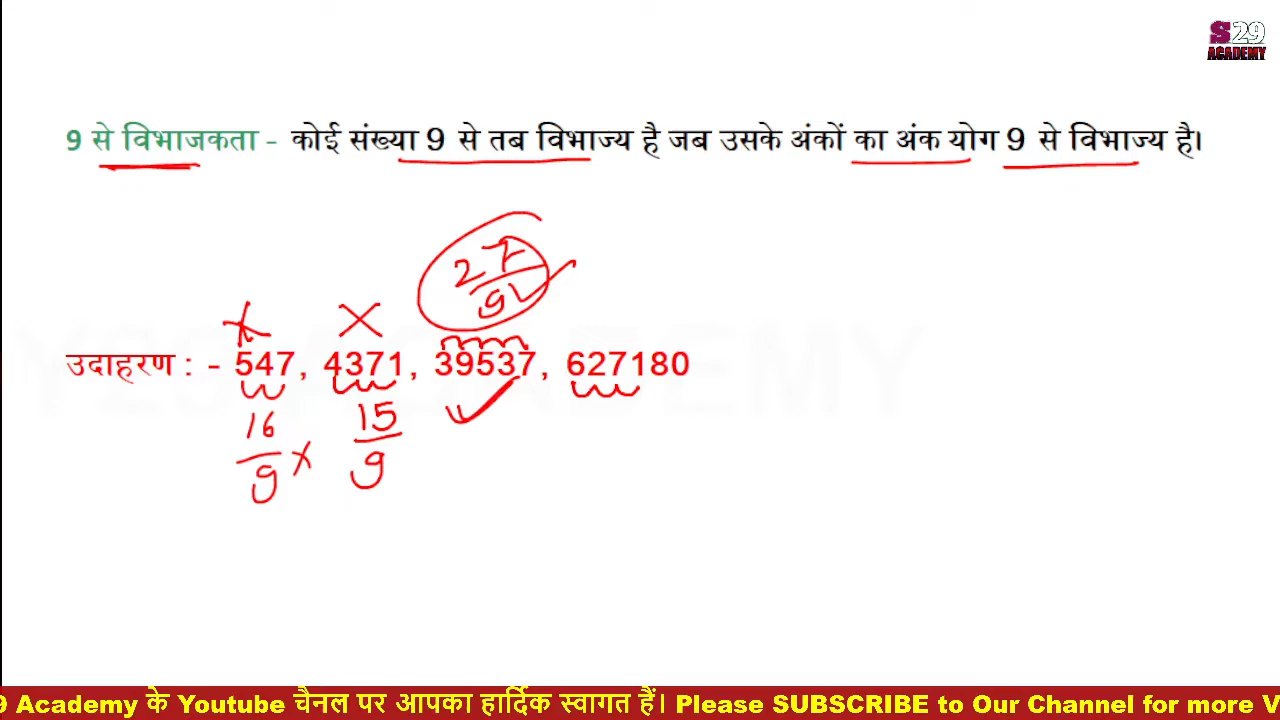 S29
ACADEMY
9 से विभाजकता - कोई संख्या 9 से तब विभाज्य है जब उसके अंकों का अंक योग 9 से विभाज्य है।
27
9
उदाहरण : - 547, 4371, 39537, 627180
16 15
9 9
9 Academy के Youtube चैनल पर आपका हार्दिक स्वागत हैं। Please SUBSCRIBE to Our Channel for more V